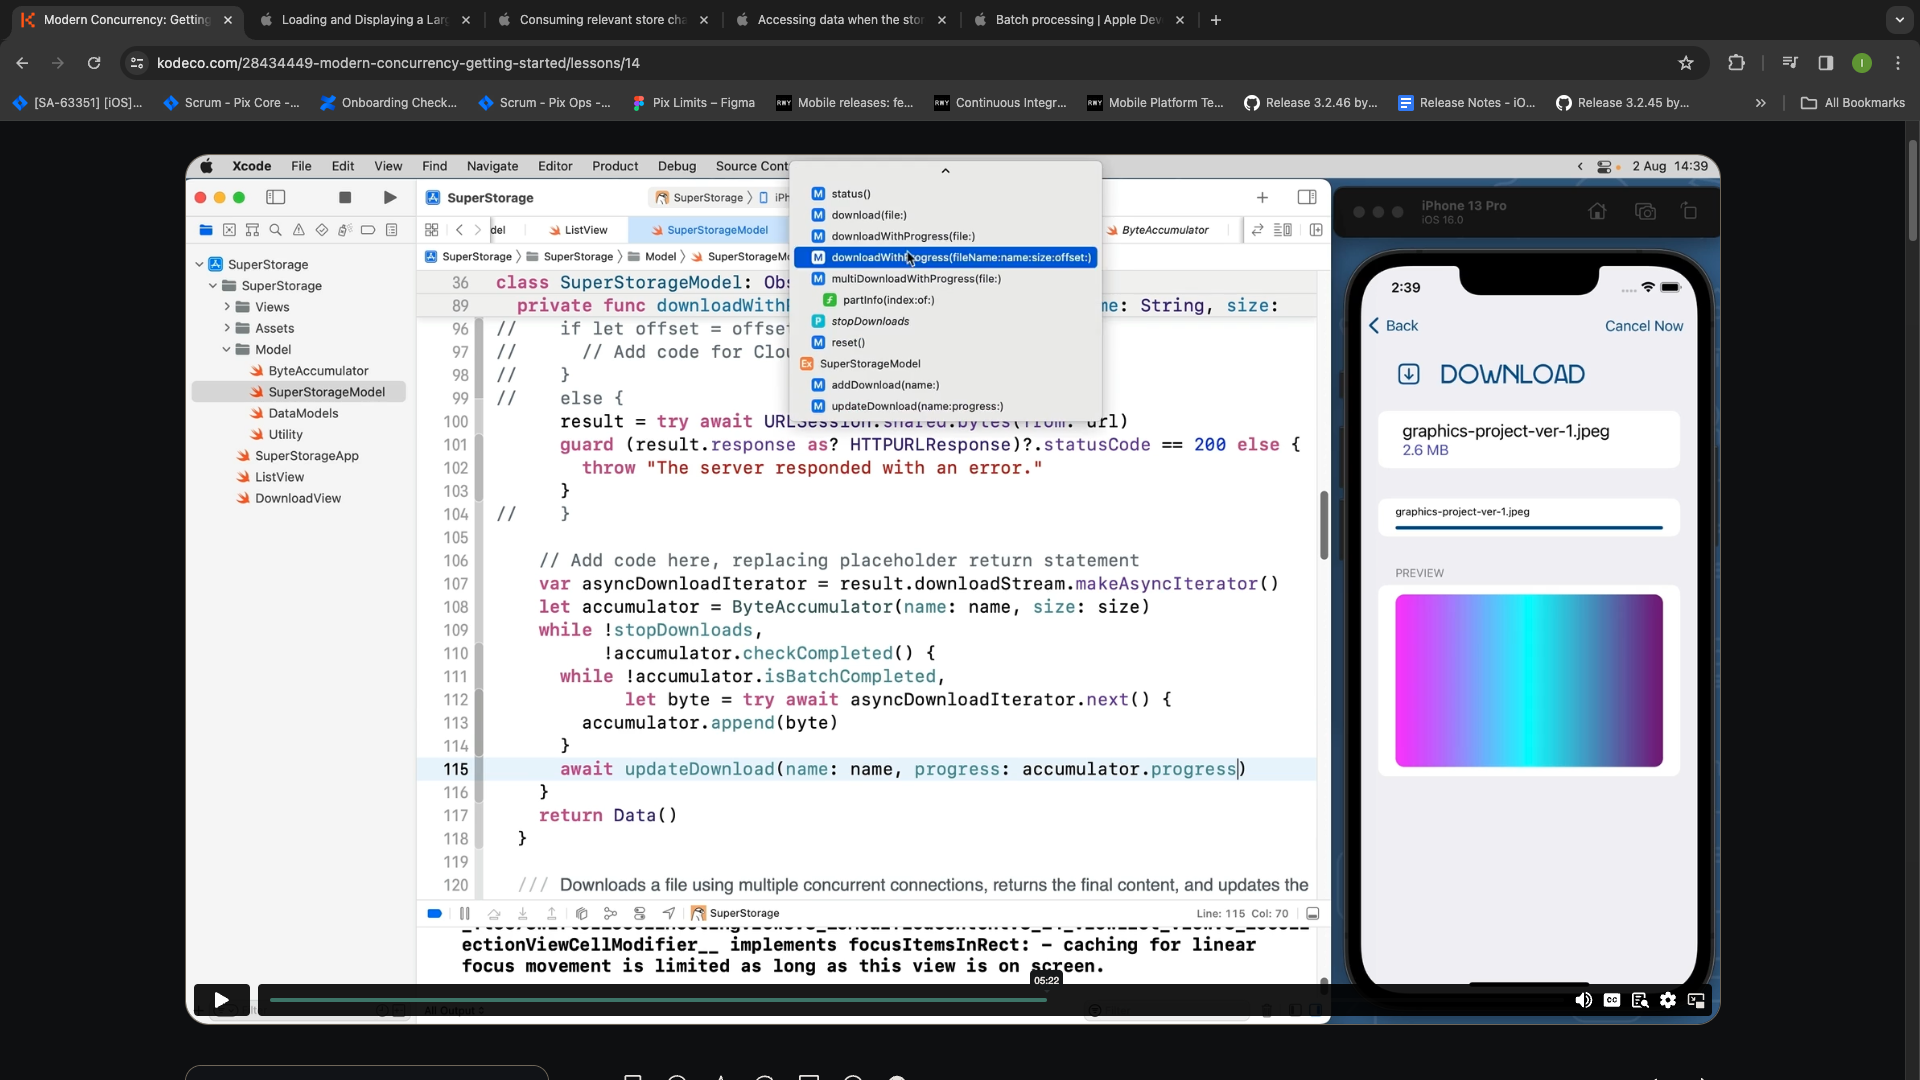 Modern Concurrency: Getting
Loading and Displaying a Lar
Consuming relevant store cha
Accessing data when the stor
Batch processing | Apple Dev
kodeco.com/28434449-modern-concurrency-getting-started/lessons/14
I
[SA-63351] [iOS]...
Scrum - Pix Core -...
Onboarding Check...
Scrum - Pix Ops -...
Pix Limits – Figma
Mobile releases: fe...
Continuous Integr...
Mobile Platform Te...
Release 3.2.46 by...
Release Notes - iO...
Release 3.2.45 by...
All Bookmarks
Xcode File Edit View Find Navigate Editor Product Debug Source Cont
2 Aug 14:39
SuperStorage
SuperStorage
del
ListView
SuperStorageModel
ByteAccumulator
SuperStorage
SuperStorage
Model
SuperStorageMo
SuperStorage
SuperStorage
Views
Assets
Model
ByteAccumulator
SuperStorageModel
DataModels
Utility
SuperStorageApp
ListView
DownloadView
status()
download(file:)
downloadWithProgress(file:)
downloadWithProgress(fileName:name:size:offset:)
multiDownloadWithProgress(file:)
partInfo(index:of:)
stopDownloads
reset()
SuperStorageModel
addDownload(name:)
updateDownload(name:progress:)
36 class SuperStorageModel: Obs
89 private func downloadWithP me: String, size:
96 // if let offset = offset
97 // // Add code for Clou
98 // }
99 // else {
100 result = try await URLSession.shared.bytes(from: url)
101 guard (result.response as? HTTPURLResponse)?.statusCode == 200 else {
102 throw "The server responded with an error."
103 }
104 // }
105
106 // Add code here, replacing placeholder return statement
107 var asyncDownloadIterator = result.downloadStream.makeAsyncIterator()
108 let accumulator = ByteAccumulator(name: name, size: size)
109 while !stopDownloads,
110 !accumulator.checkCompleted() {
111 while !accumulator.isBatchCompleted,
112 let byte = try await asyncDownloadIterator.next() {
113 accumulator.append(byte)
114 }
115 await updateDownload(name: name, progress: accumulator.progress)
116 }
117 return Data()
118 }
119
120 /// Downloads a file using multiple concurrent connections, returns the final content, and updates the
SuperStorage
Line: 115 Col: 70
ectionViewCellModifier__ implements focusItemsInRect: - caching for linear
focus movement is limited as long as this view is on screen.
05:22
All Output
CC
iPhone 13 Pro
iOS 16.0
2:39
Back
Cancel Now
DOWNLOAD
graphics-project-ver-1.jpeg
2.6 MB
graphics-project-ver-1.jpeg
PREVIEW